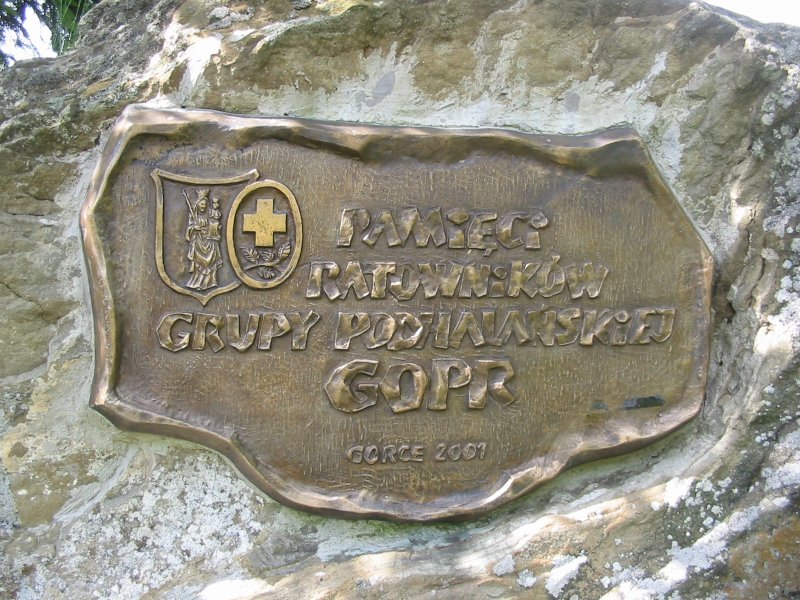 PAMIĘCI
RATOWNIKÓW
GRUPY PODHALAŃSKIEJ
GOPR
GORCE 2001